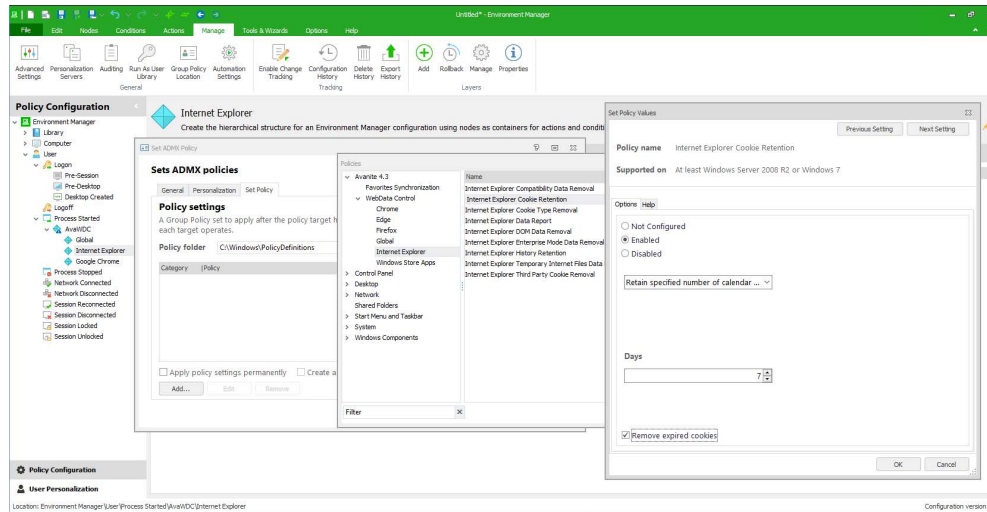 Untitled* - Environment Manager
File Edit Nodes Conditions Actions Manage Tools & Wizards Options Help
Advanced Settings
Personalization Servers
Auditing
Run As User Library
Group Policy Location
Automation Settings
Enable Change Tracking
Configuration History
Delete History
Export History
Add
Rollback
Manage
Properties
General
Tracking
Layers
Policy Configuration
Environment Manager
Library
Computer
User
Logon
Pre-Session
Pre-Desktop
Desktop Created
Logoff
Process Started
AvaWDC
Global
Internet Explorer
Google Chrome
Process Stopped
Network Connected
Network Disconnected
Session Reconnected
Session Disconnected
Session Locked
Session Unlocked
Policy Configuration
User Personalization
Internet Explorer
Create the hierarchical structure for an Environment Manager configuration using nodes as containers for actions and conditi
Set ADMX Policy
Sets ADMX policies
General Personalization Set Policy
Policy settings
A Group Policy set to apply after the policy target h
each target operates.
Policy folder C:\Windows\PolicyDefinitions
Category Policy
Apply policy settings permanently Create a
Add... Edit Remove
Policies
Avanite 4.3
Favorites Synchronization
WebData Control
Chrome
Edge
Firefox
Global
Internet Explorer
Windows Store Apps
Control Panel
Desktop
Network
Shared Folders
Start Menu and Taskbar
System
Windows Components
Filter
Name
Internet Explorer Compatibility Data Removal
Internet Explorer Cookie Retention
Internet Explorer Cookie Type Removal
Internet Explorer Data Report
Internet Explorer DOM Data Removal
Internet Explorer Enterprise Mode Data Removal
Internet Explorer History Retention
Internet Explorer Temporary Internet Files Data
Internet Explorer Third Party Cookie Removal
Set Policy Values
Previous Setting Next Setting
Policy name Internet Explorer Cookie Retention
Supported on At least Windows Server 2008 R2 or Windows 7
Options Help
Not Configured
Enabled
Disabled
Retain specified number of calendar ...
Days
7
Remove expired cookies
OK Cancel
Location: Environment Manager\User\Process Started\AvaWDC\Internet Explorer
Configuration version